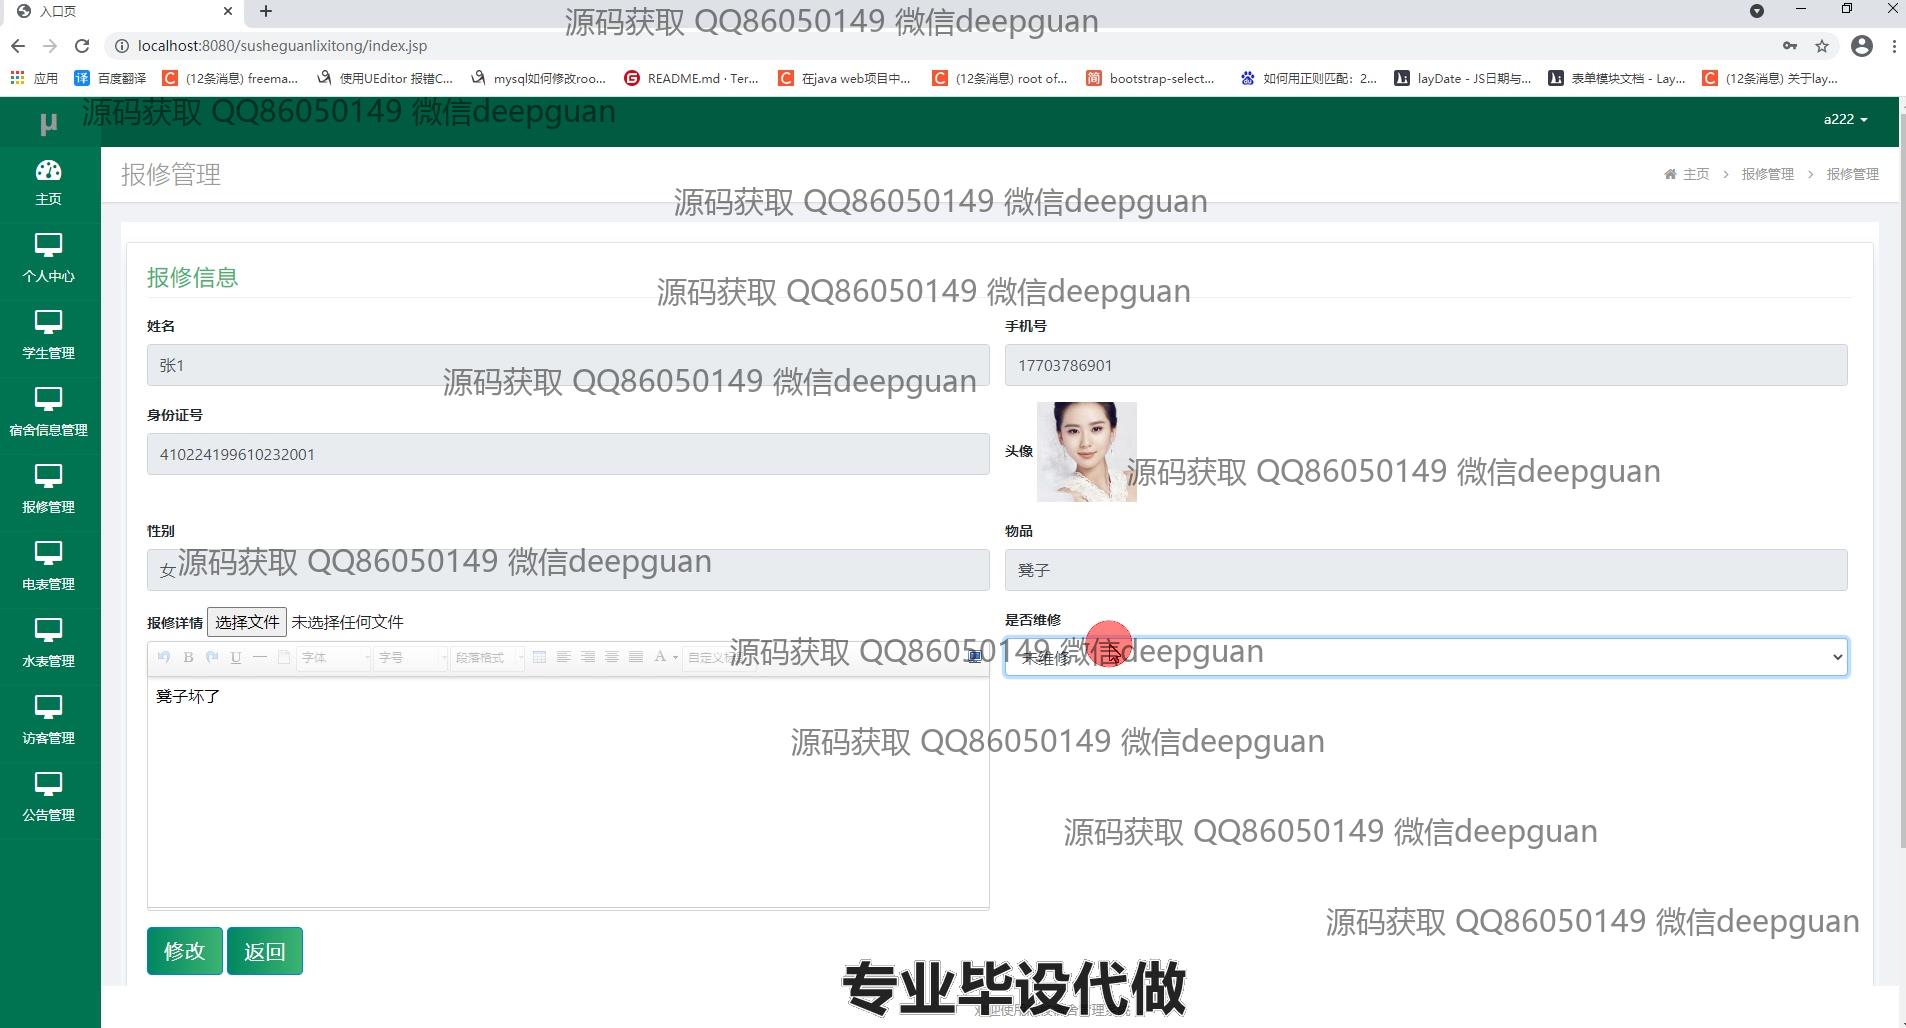 入口页
源码获取 QQ86050149 微信deepguan
localhost:8080/susheguanlixitong/index.jsp
应用
百度翻译
(12条消息) freema...
使用UEditor 报错C...
mysql如何修改roo...
README.md · Ter...
在java web项目中...
(12条消息) root of...
bootstrap-select...
如何用正则匹配：2...
layDate - JS日期与...
表单模块文档 - Lay...
(12条消息) 关于lay...
μ
源码获取 QQ86050149 微信deepguan
a222
主页
报修管理
主页 > 报修管理 > 报修管理
源码获取 QQ86050149 微信deepguan
个人中心
报修信息
源码获取 QQ86050149 微信deepguan
姓名
手机号
学生管理
张1
17703786901
源码获取 QQ86050149 微信deepguan
身份证号
宿舍信息管理
410224199610232001
头像
源码获取 QQ86050149 微信deepguan
报修管理
性别
物品
女
源码获取 QQ86050149 微信deepguan
凳子
电表管理
报修详情 选择文件 未选择任何文件
是否维修
水表管理
B U 字体 字号 段落格式 A
源码获取 QQ86050149 微信deepguan
未维修
凳子坏了
访客管理
源码获取 QQ86050149 微信deepguan
公告管理
源码获取 QQ86050149 微信deepguan
源码获取 QQ86050149 微信deepguan
修改 返回
专业毕设代做